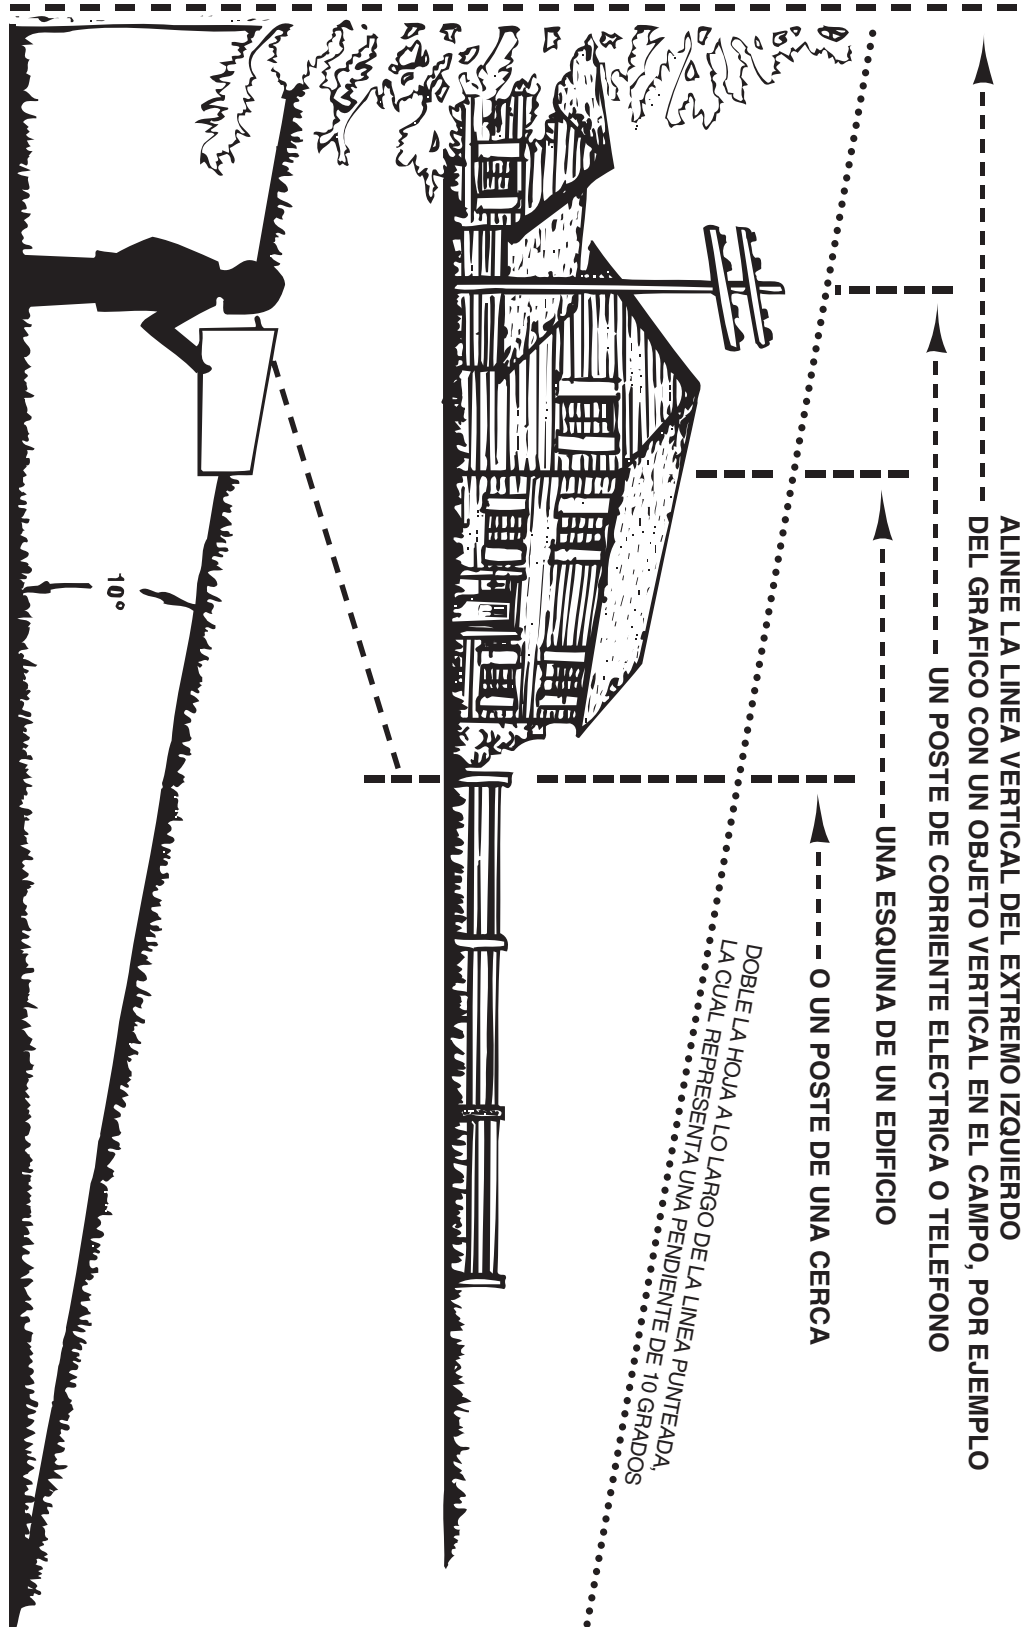 ALINEE LA LINEA VERTICAL DEL EXTREMO IZQUIERDO
DEL GRAFICO CON UN OBJETO VERTICAL EN EL CAMPO, POR EJEMPLO
UN POSTE DE CORRIENTE ELECTRICA O TELEFONO
UNA ESQUINA DE UN EDIFICIO
O UN POSTE DE UNA CERCA
DOBLE LA HOJA A LO LARGO DE LA LINEA PUNTEADA,
LA CUAL REPRESENTA UNA PENDIENTE DE 10 GRADOS
10°